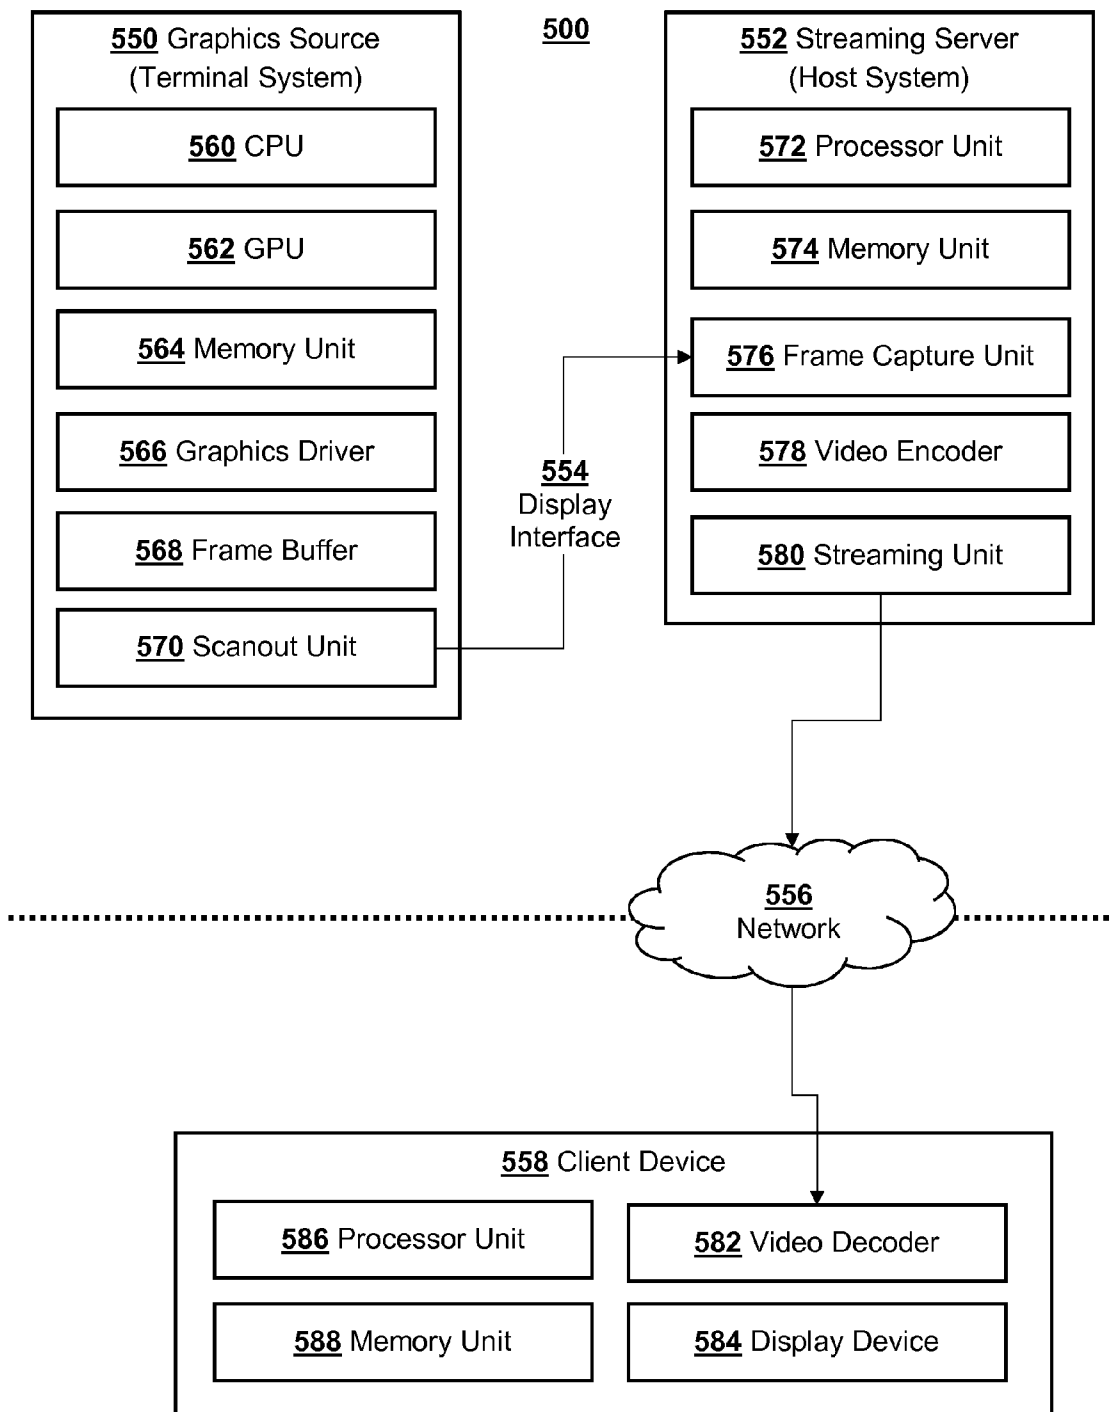 550 Graphics Source
(Terminal System)
560 CPU
562 GPU
564 Memory Unit
566 Graphics Driver
568 Frame Buffer
570 Scanout Unit
500
554
Display
Interface
552 Streaming Server
(Host System)
572 Processor Unit
574 Memory Unit
576 Frame Capture Unit
578 Video Encoder
580 Streaming Unit
556
Network
558 Client Device
586 Processor Unit
582 Video Decoder
588 Memory Unit
584 Display Device